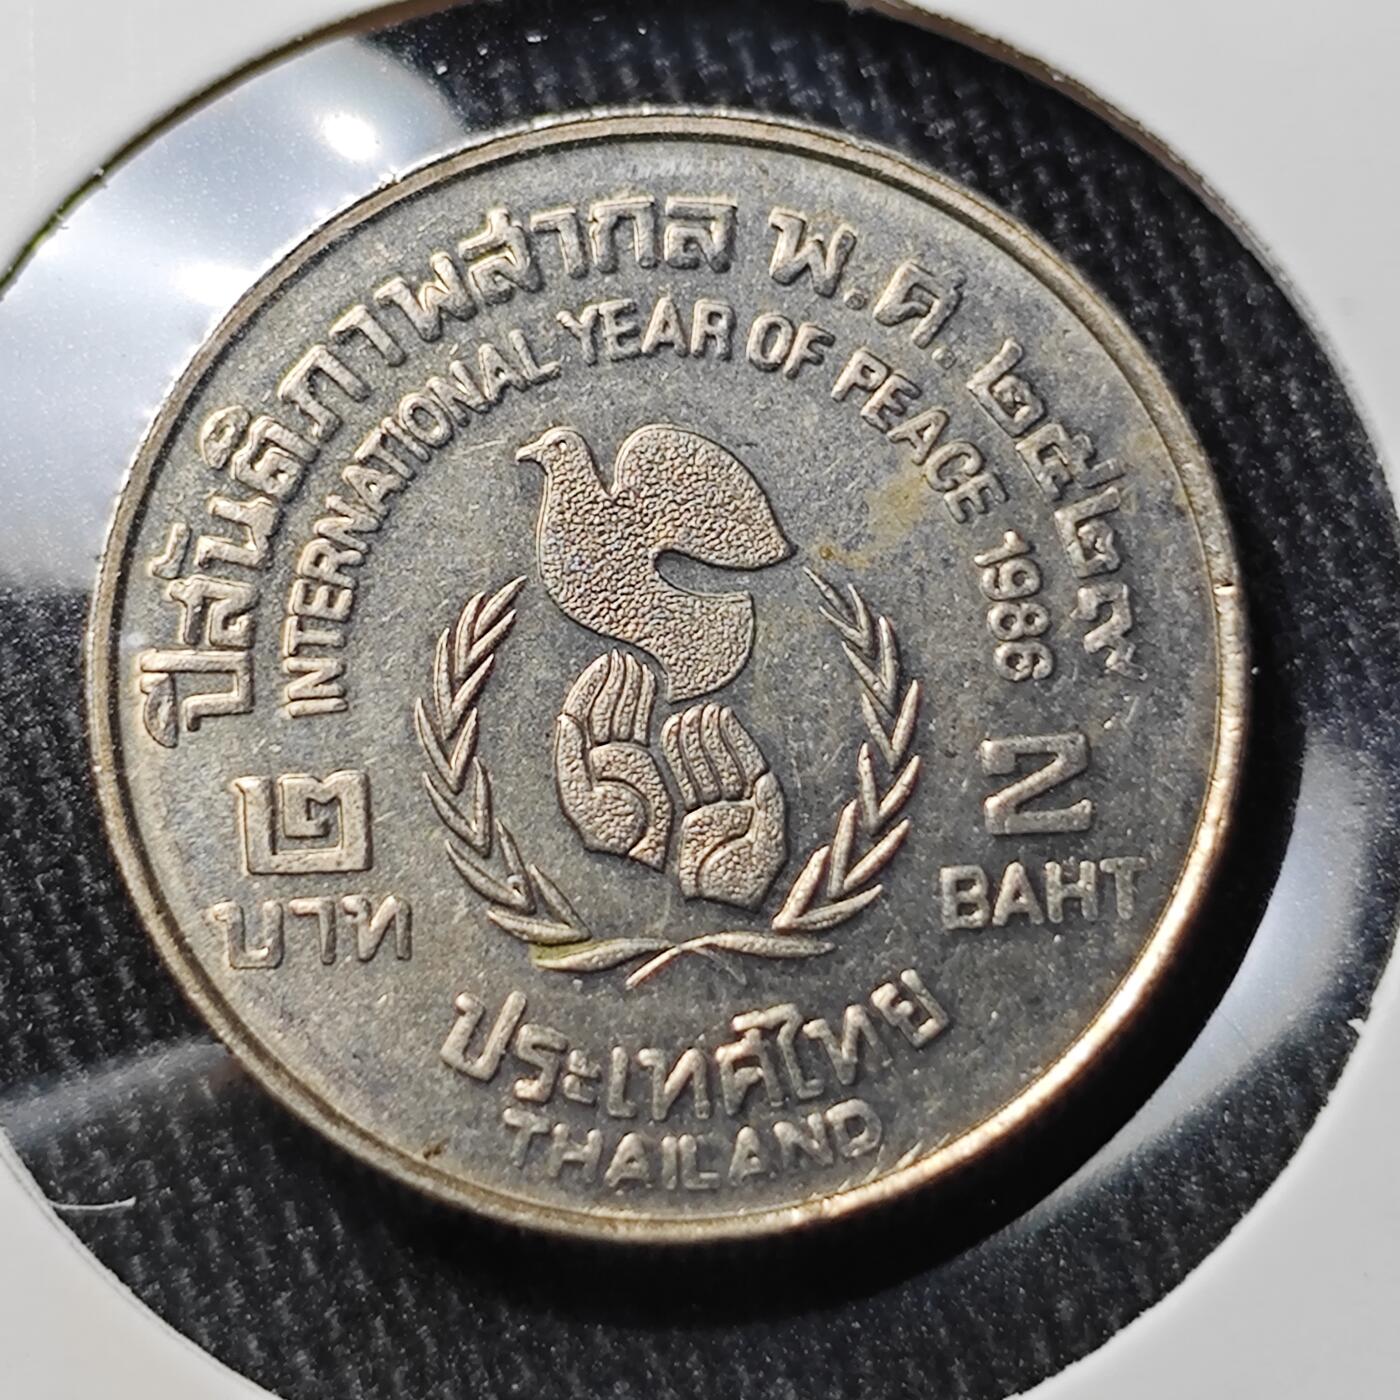 ปีสันติภาพสากล พ.ศ. ๒๕๒๙
INTERNATIONAL YEAR OF PEACE 1986
๒
บาท
2
BAHT
ประเทศไทย
THAILAND